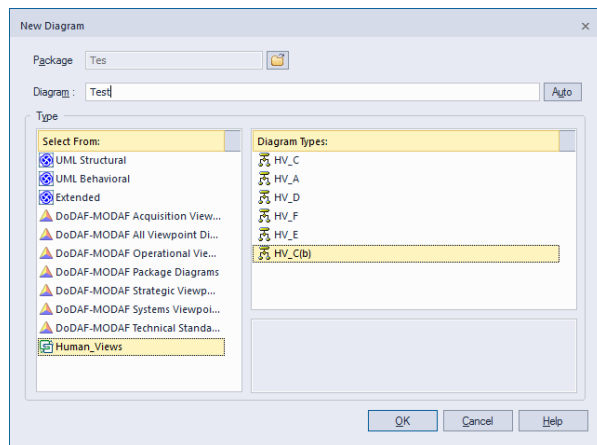 New Diagram
Package Tes
Diagram : Test Auto
Type
Select From:
UML Structural
UML Behavioral
Extended
DoDAF-MODAF Acquisition View...
DoDAF-MODAF All Viewpoint Di...
DoDAF-MODAF Operational Vie...
DoDAF-MODAF Package Diagrams
DoDAF-MODAF Strategic Viewp...
DoDAF-MODAF Systems Viewpoi...
DoDAF-MODAF Technical Standa...
Human_Views
Diagram Types:
HV_C
HV_A
HV_D
HV_F
HV_E
HV_C(b)
OK Cancel Help